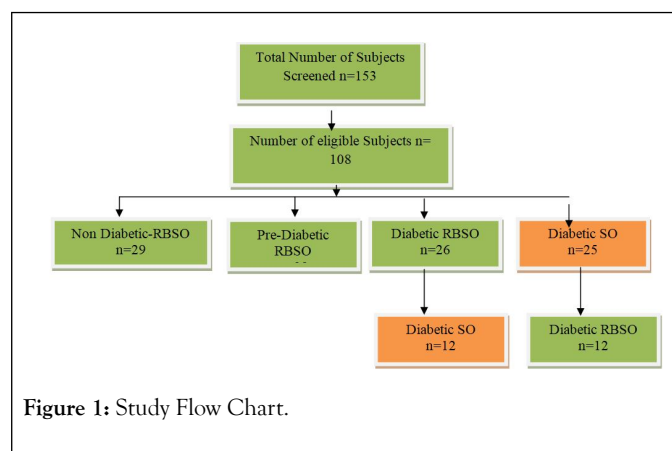 Total Number of Subjects
Screened n=153
Number of eligible Subjects n=
108
Non Diabetic-RBSO
n=29
Pre-Diabetic
RBSO
Diabetic RBSO
n=26
Diabetic SO
n=25
Diabetic SO
n=12
Diabetic RBSO
n=12
Figure 1: Study Flow Chart.